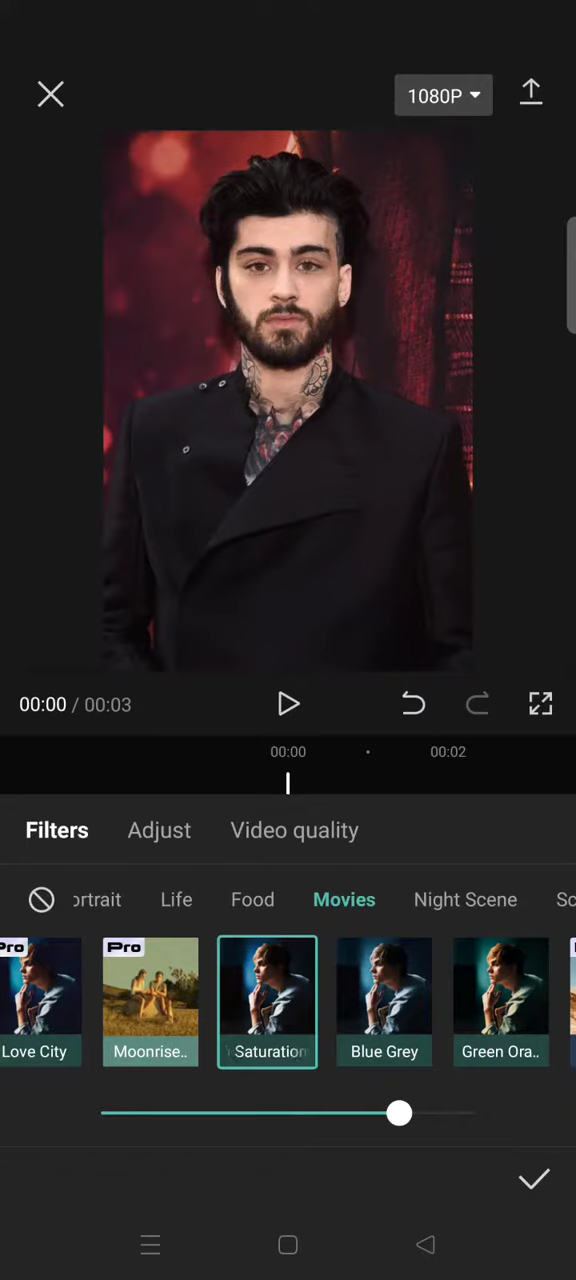 1080P
00:00 / 00:03
00:00
00:02
Filters Adjust Video quality
ortrait Life Food Movies Night Scene Sc
Pro
Pro
Love City
Moonrise..
Saturation
Blue Grey
Green Ora..